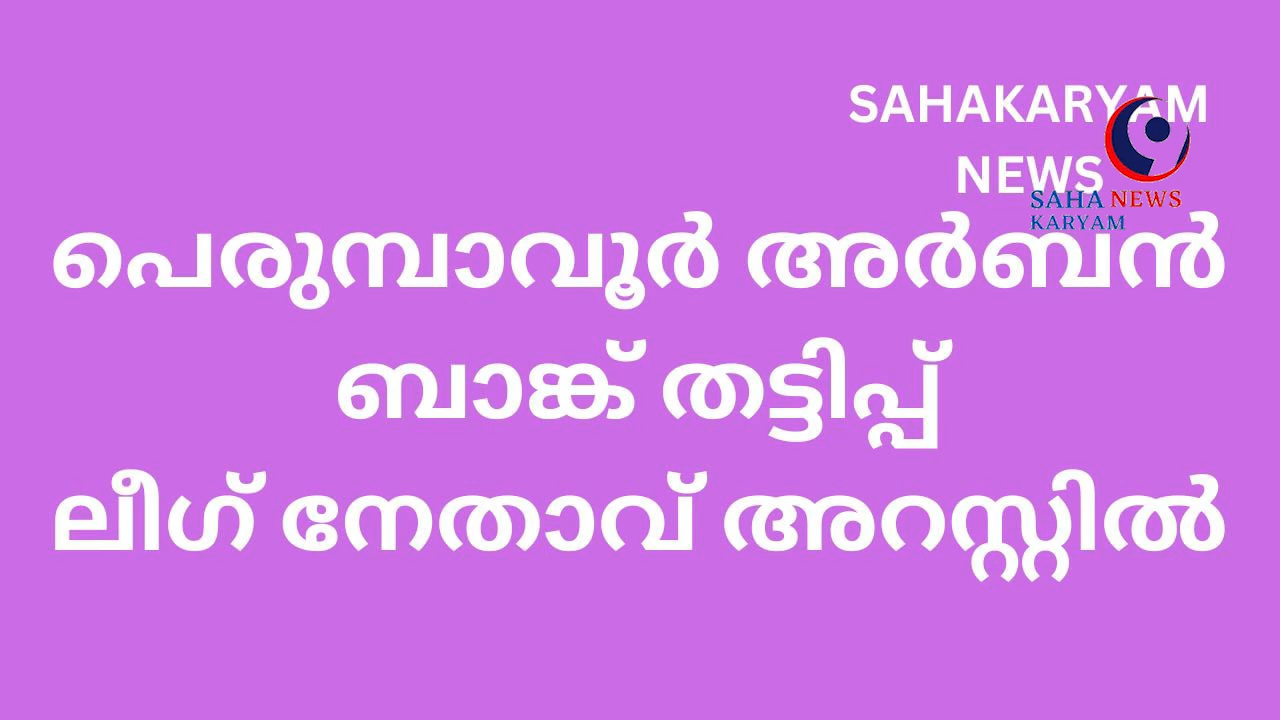 SAHAKARYAM
NEWS
SAHA NEWS
KARYAM
പെരുമ്പാവൂർ അർബൻ
ബാങ്ക് തട്ടിപ്പ്
ലീഗ് നേതാവ് അറസ്റ്റിൽ